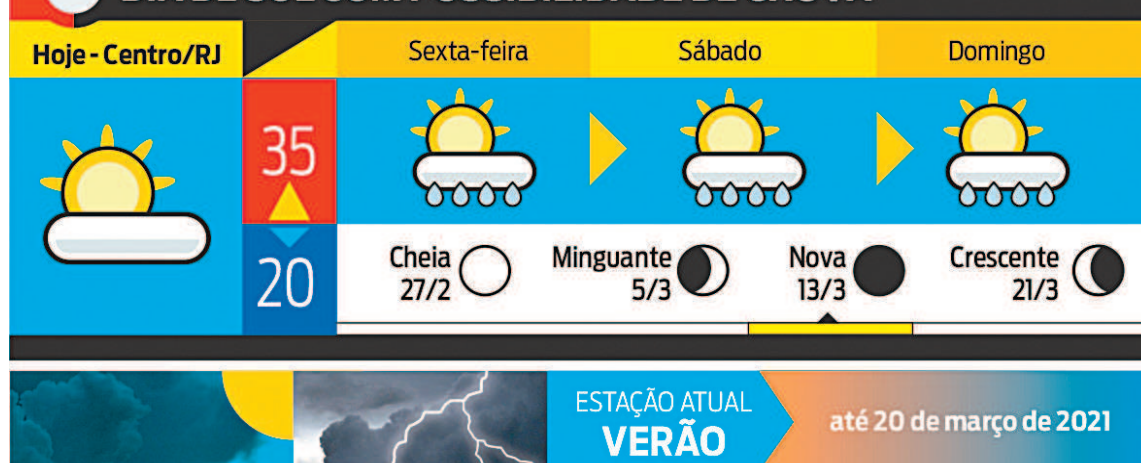 Hoje - Centro/RJ
Sexta-feira
Sábado
Domingo
35
20
Cheia
27/2
Minguante
5/3
Nova
13/3
Crescente
21/3
ESTAÇÃO ATUAL
VERÃO
até 20 de março de 2021